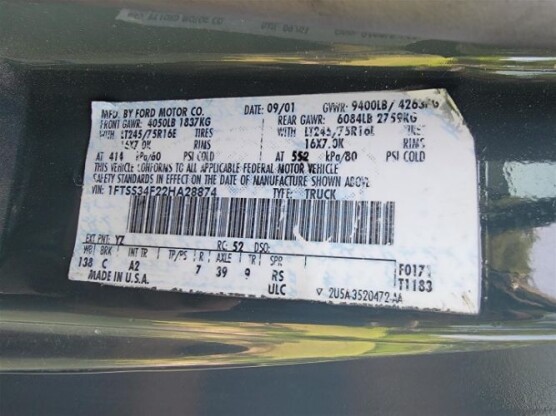 MFD. BY FORD MOTOR CO.
DATE: 09/01
GVWR: 9400LB/ 4263KG
FRONT GAWR: 4050LB 1837KG
REAR GAWR: 6084LB 2759KG
WITH LT245/75R16E TIRES
WITH LT245/75R16E TIRES
16X7.0K RIMS
16X7.0K RIMS
AT 414 kPa/60 PSI COLD
AT 552 kPa/80 PSI COLD
THIS VEHICLE CONFORMS TO ALL APPLICABLE FEDERAL MOTOR VEHICLE
SAFETY STANDARDS IN EFFECT ON THE DATE OF MANUFACTURE SHOWN ABOVE.
VIN: 1FTSS34F22HA28874
TYPE: TRUCK
EXT PNT: YZ RC: 52 DSO:
WB BRK INT TR TP/PS R AXLE TR SPR
138 C A2 7 39 9 RS
MADE IN U.S.A. ULC
F0171
T1183
▽ 2U5A-3520472-AA